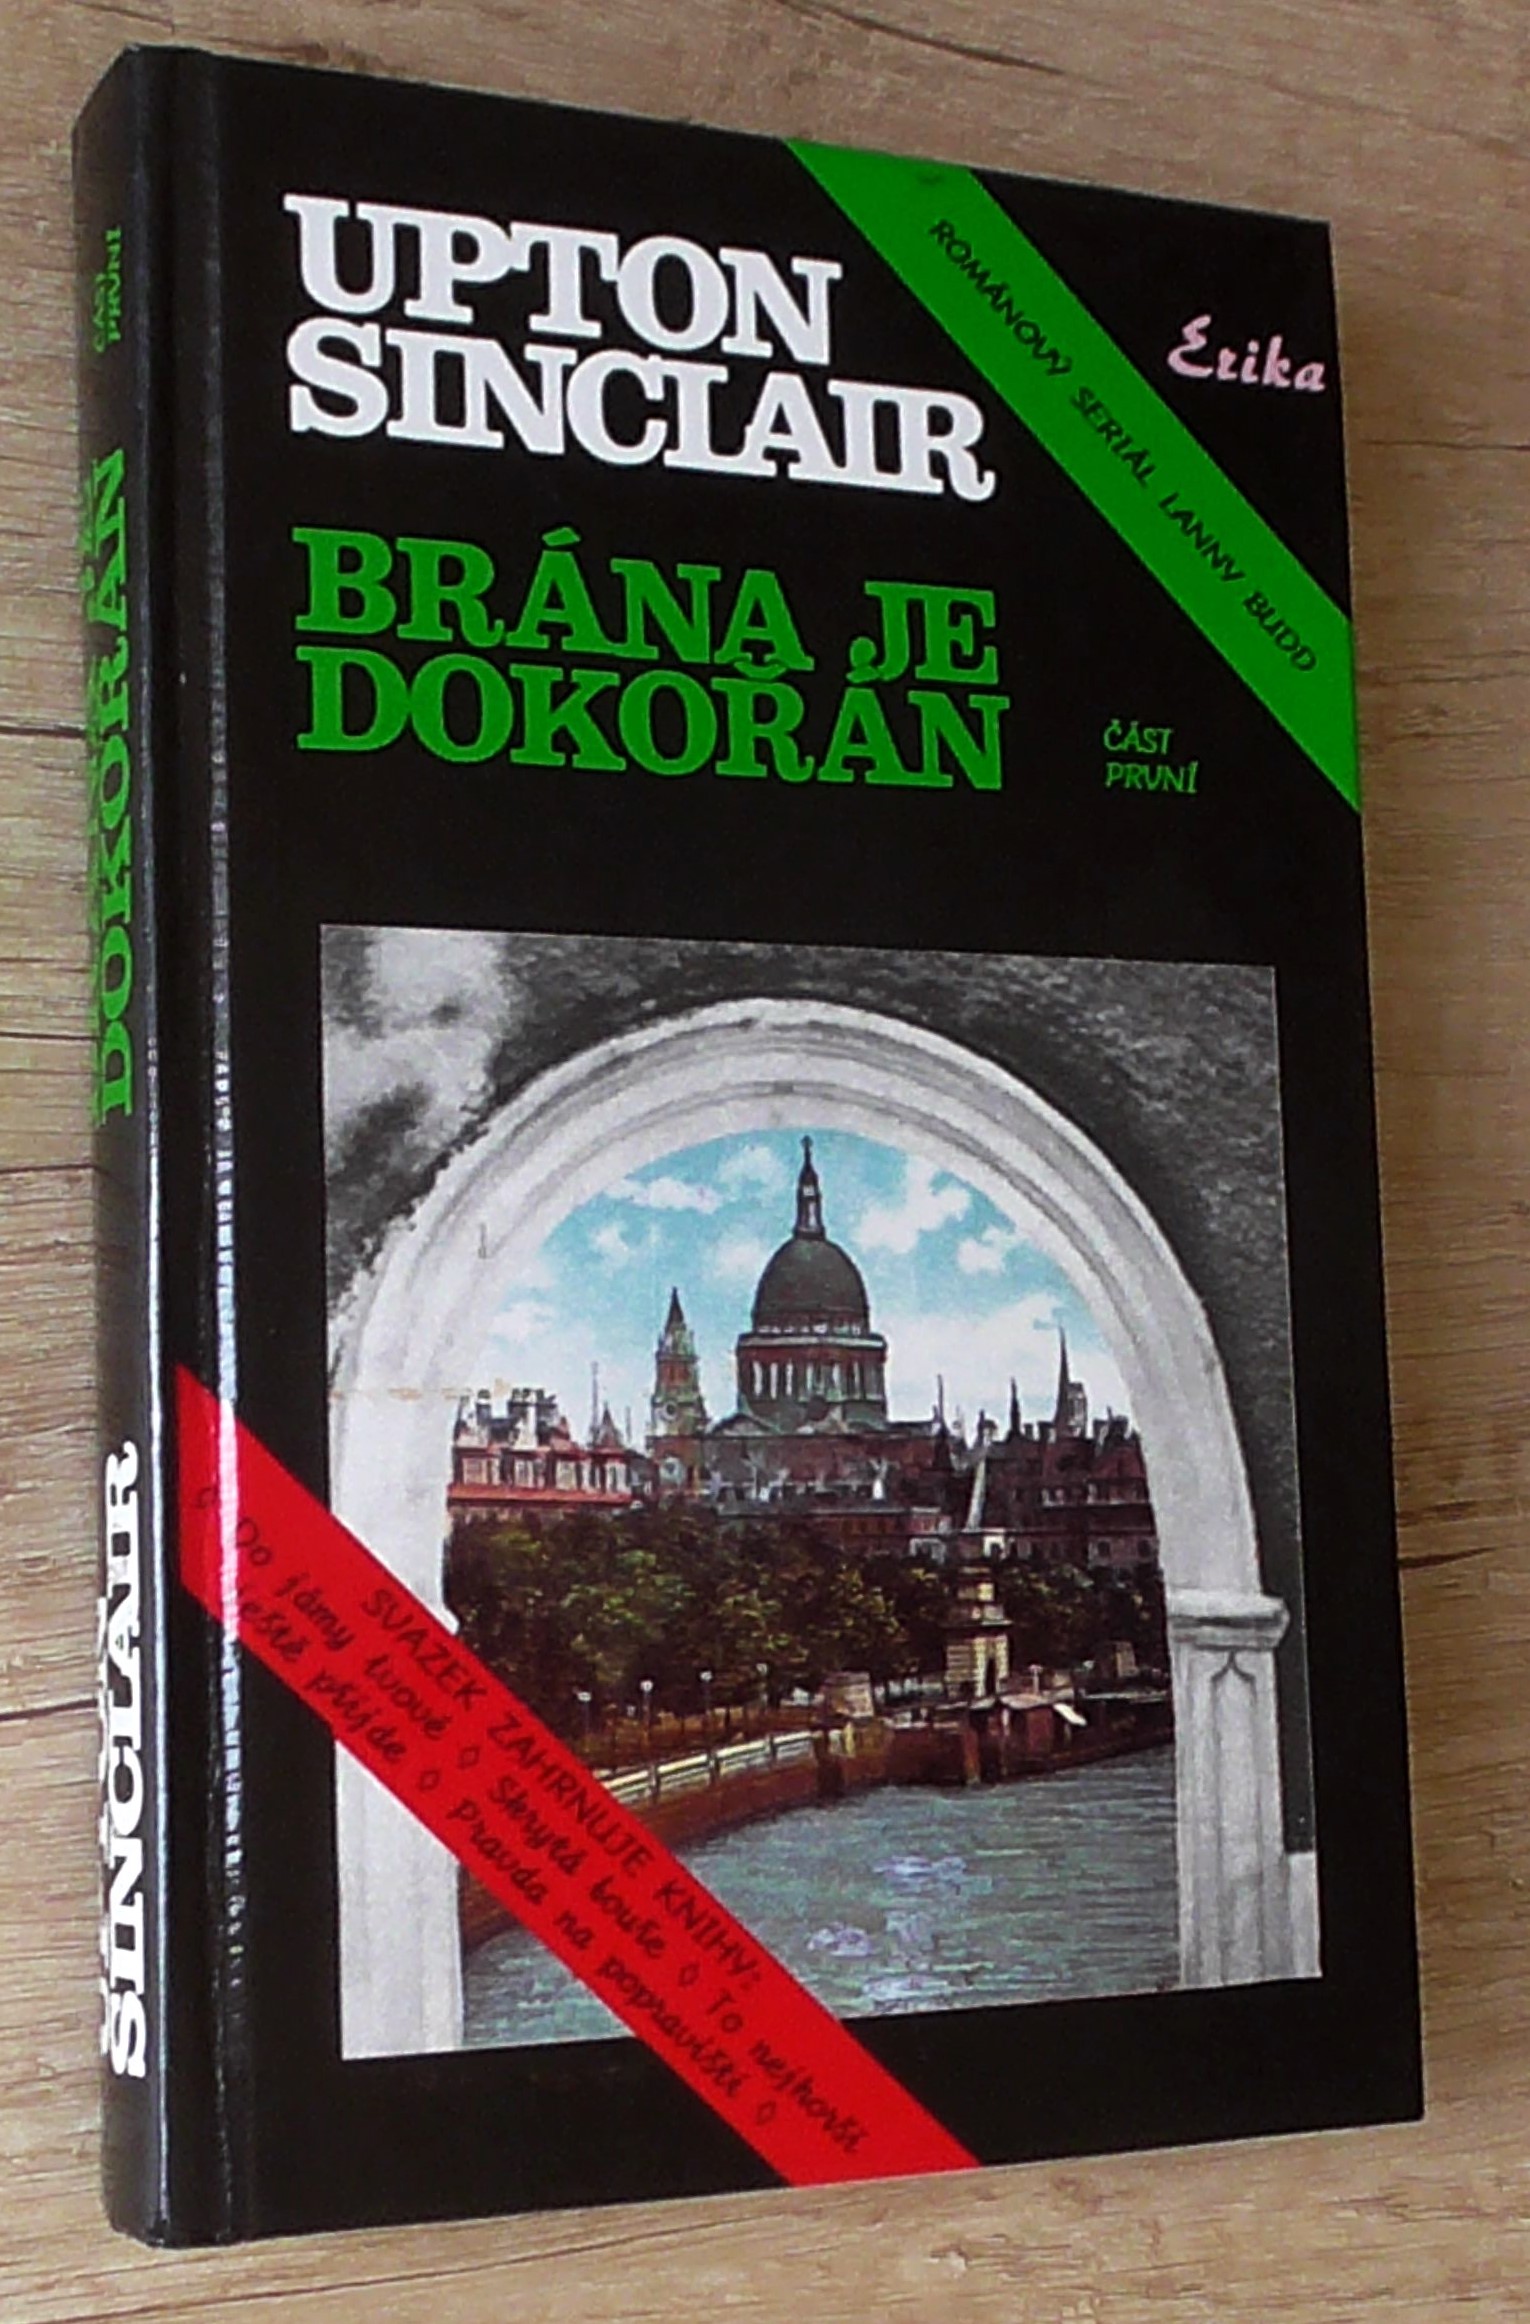 UPTON
SINCLAIR
BRÁNA JE
DOKOŘÁN
ČÁST
PRVNÍ
ROMÁNOVÝ SERIÁL LANNY BUDD
Erika
SVAZEK ZAHRNUJE KNIHY:
◊ Do jámy lvové ◊ Skrytá bouře ◊ To nejhorší
ještě přijde ◊ Pravda na popravišti ◊
ČÁST
PRVNÍ
DOKOŘÁN
SINCLAIR